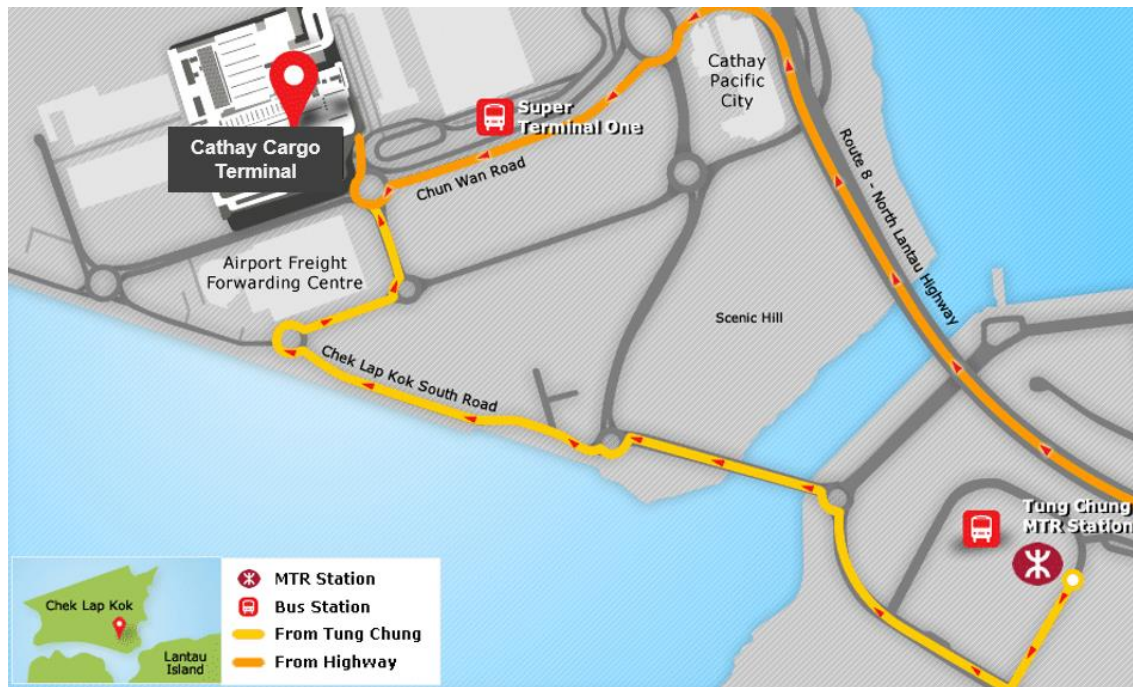 Cathay
Pacific
City
Super
Terminal One
Cathay Cargo
Terminal
Chun Wan Road
Route 8 - North Lantau Highway
Airport Freight
Forwarding Centre
Scenic Hill
Chek Lap Kok South Road
Tung Chung
MTR Station
Chek Lap Kok
Lantau
Island
MTR Station
Bus Station
From Tung Chung
From Highway